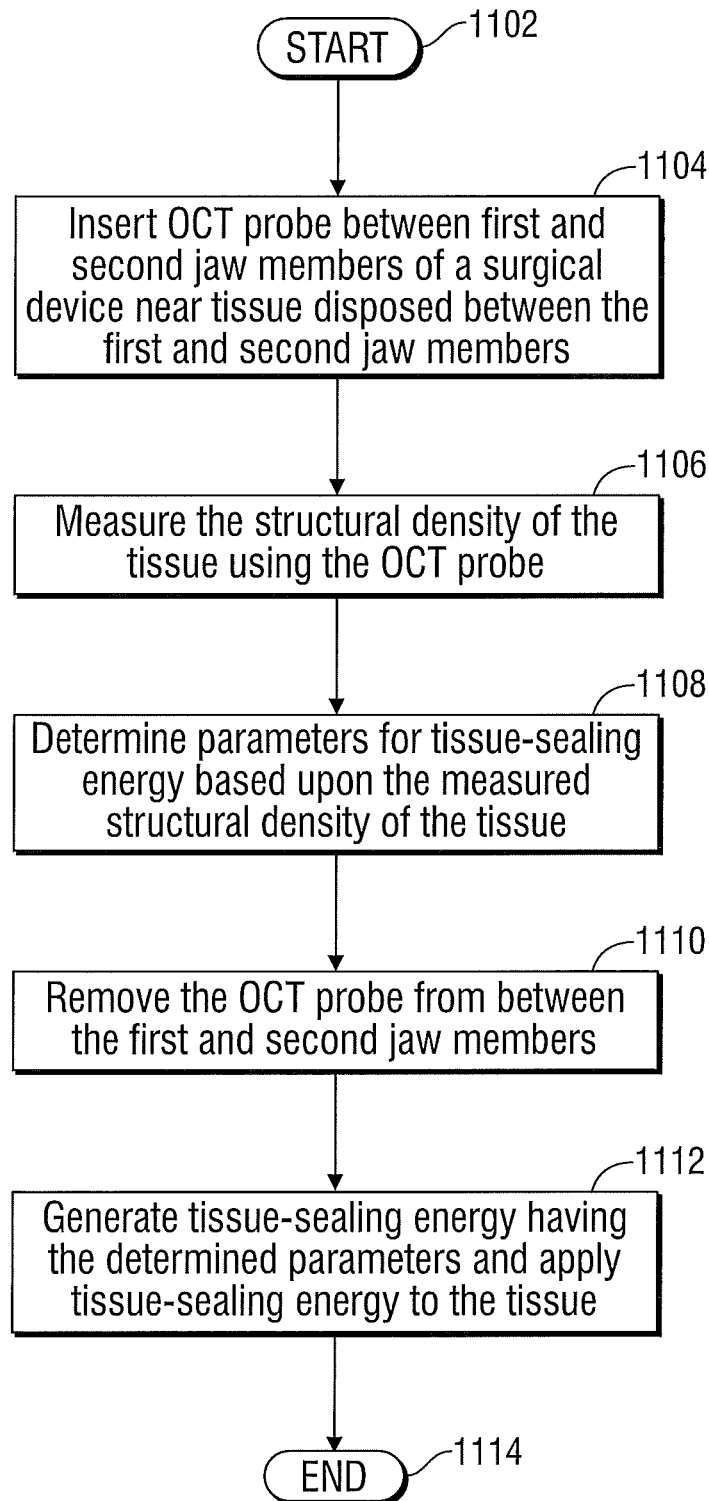 START
1102
1104
Insert OCT probe between first and
second jaw members of a surgical
device near tissue disposed between the
first and second jaw members
1106
Measure the structural density of the
tissue using the OCT probe
1108
Determine parameters for tissue-sealing
energy based upon the measured
structural density of the tissue
1110
Remove the OCT probe from between
the first and second jaw members
1112
Generate tissue-sealing energy having
the determined parameters and apply
tissue-sealing energy to the tissue
END
1114